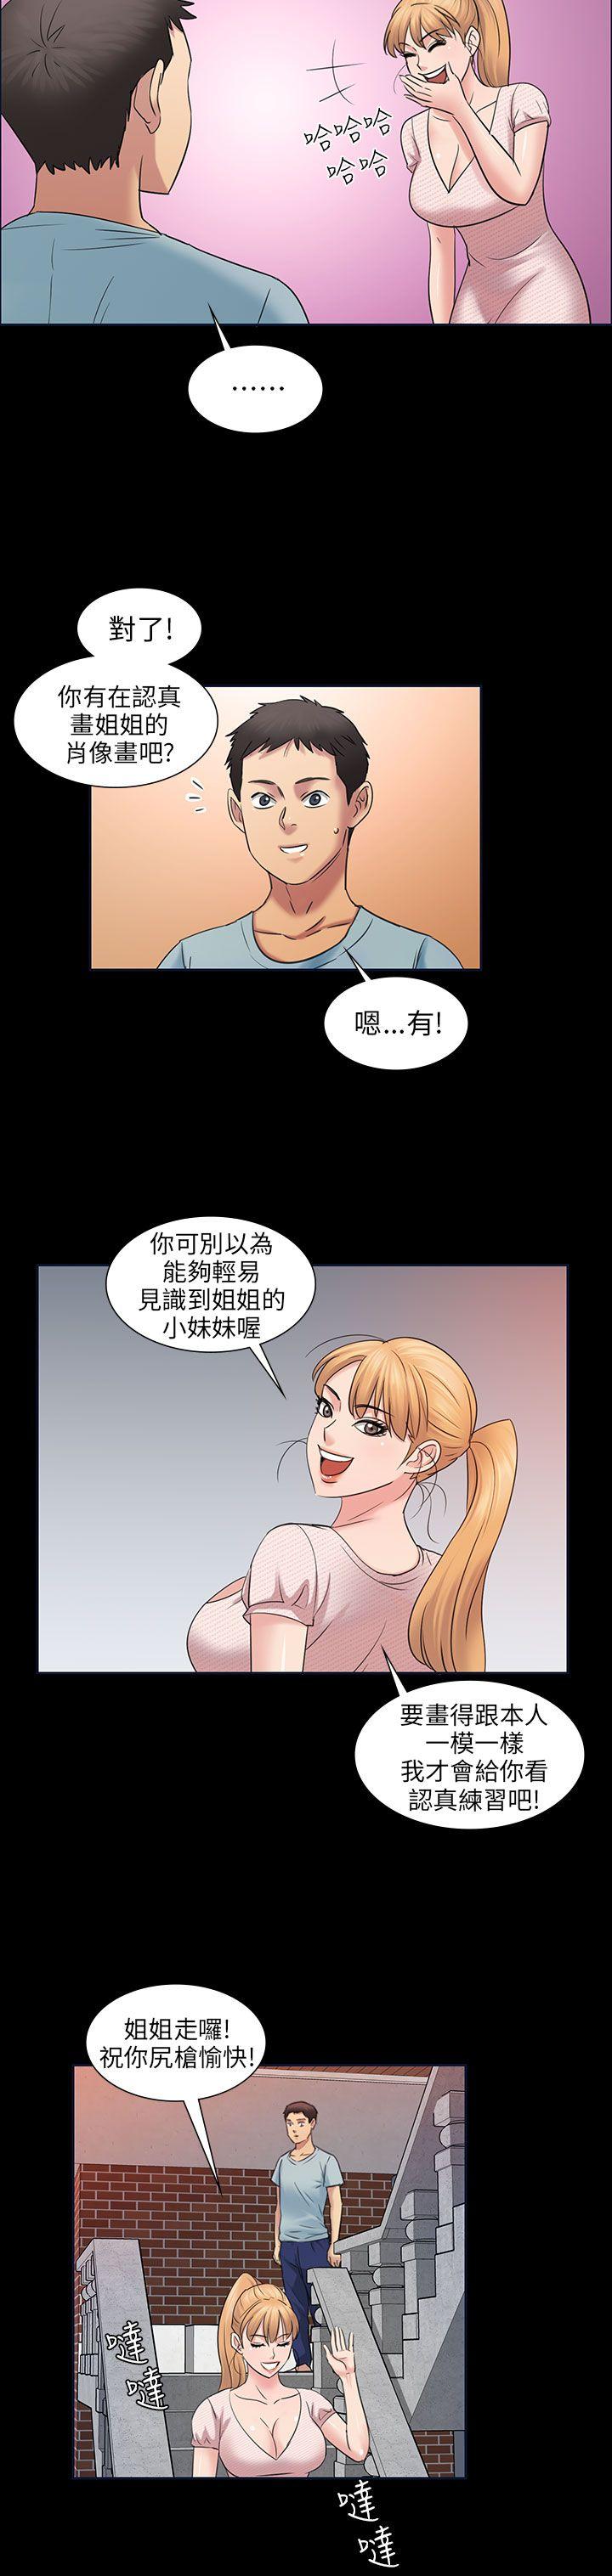 哈哈哈
哈哈
……
對了!
你有在認真
畫姐姐的
肖像畫吧?
嗯...有!
你可別以為
能夠輕易
見識到姐姐的
小妹妹喔
要畫得跟本人
一模一樣
我才會給你看
認真練習吧!
姐姐走囉!
祝你尻槍愉快!
噠
噠
噠
噠